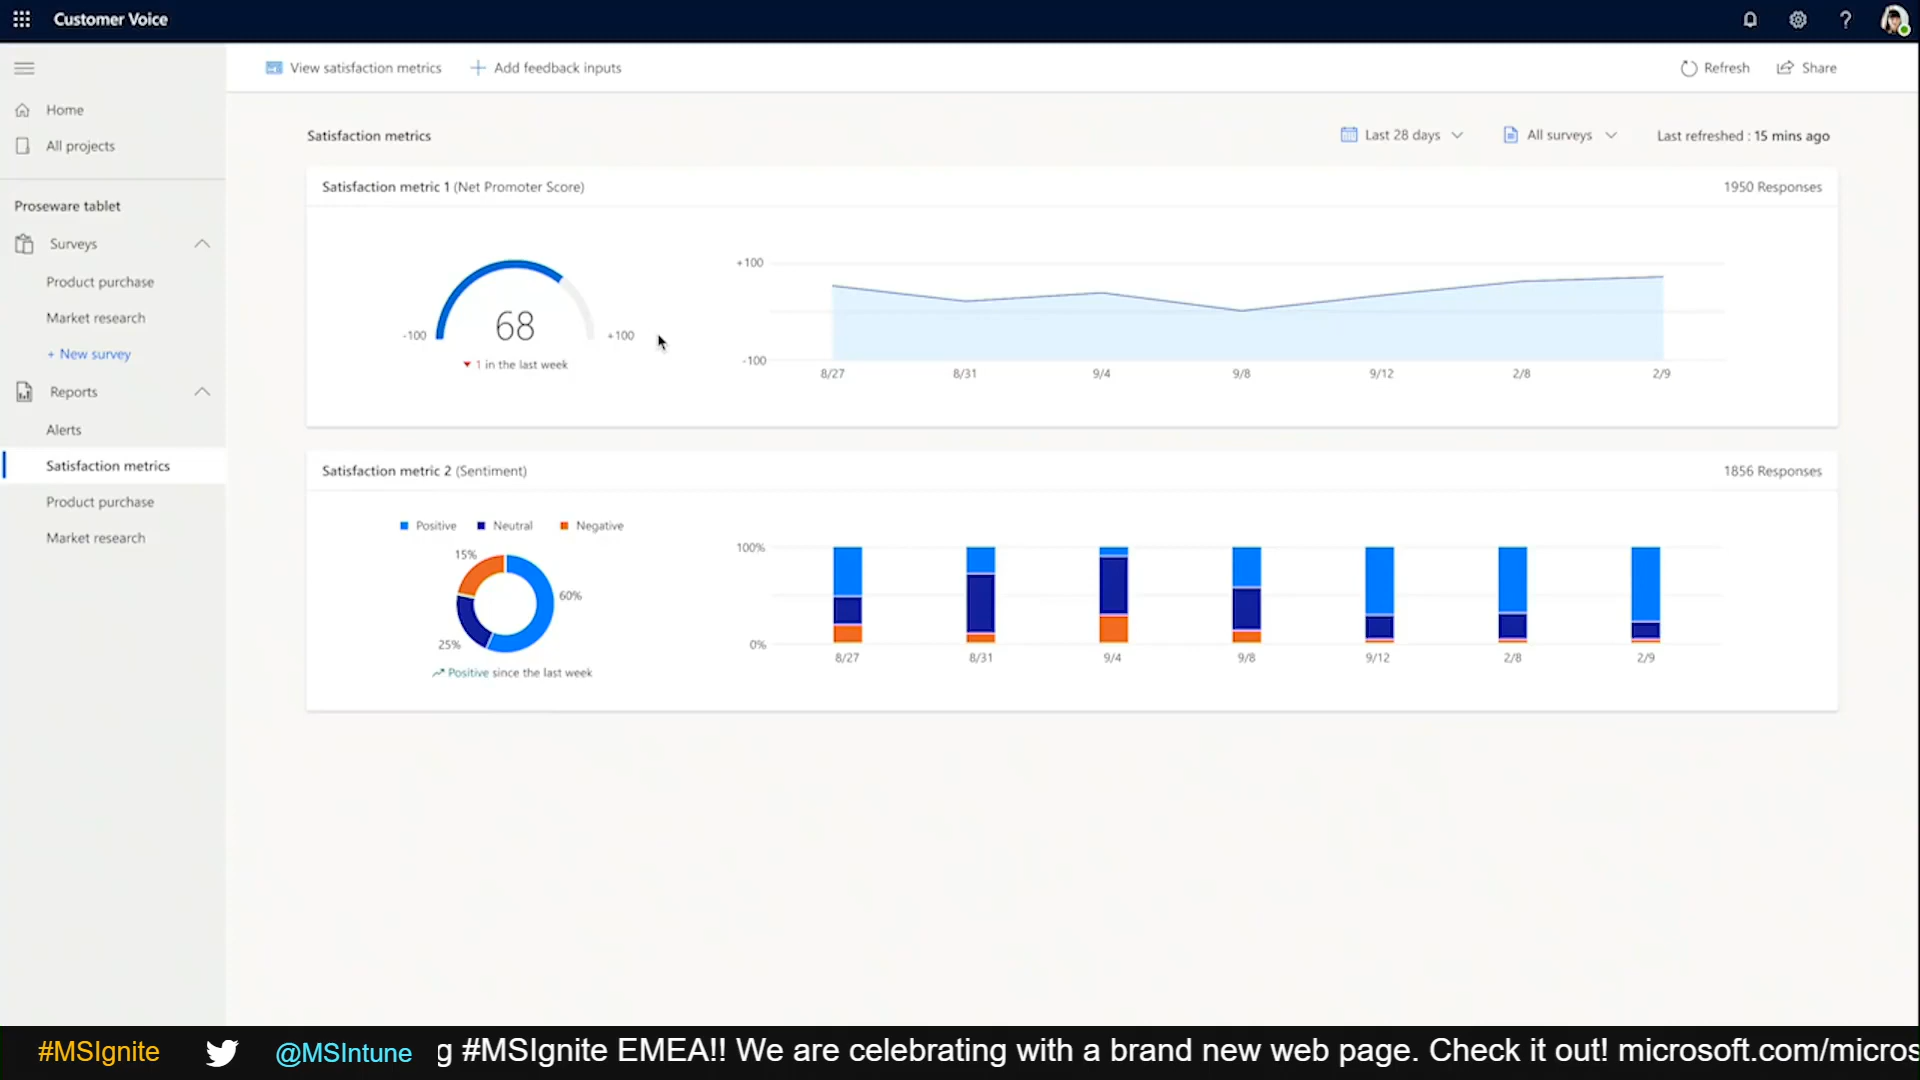 Customer Voice
?
View satisfaction metrics
Add feedback inputs
Refresh
Share
Home
All projects
Proseware tablet
Surveys
Product purchase
Market research
+ New survey
Reports
Alerts
Satisfaction metrics
Product purchase
Market research
Satisfaction metrics
Last 28 days
All surveys
Last refreshed : 15 mins ago
Satisfaction metric 1 (Net Promoter Score)
1950 Responses
-100
68
+100
1 in the last week
+100
-100
8/27 8/31 9/4 9/8 9/12 2/8 2/9
Satisfaction metric 2 (Sentiment)
1856 Responses
Positive Neutral Negative
15%
60%
25%
Positive since the last week
100%
0%
8/27 8/31 9/4 9/8 9/12 2/8 2/9
#MSIgnite @MSIntune g #MSIgnite EMEA!! We are celebrating with a brand new web page. Check it out! microsoft.com/micros